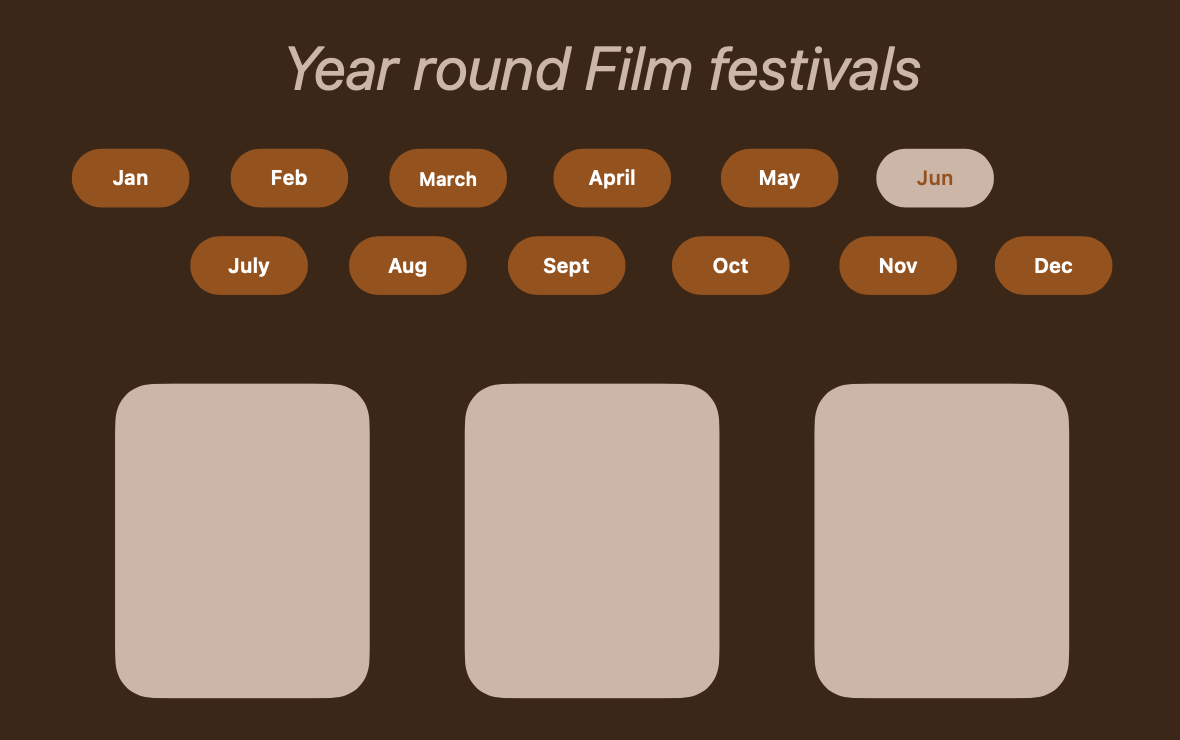 Year round Film festivals
Jan Feb March April May Jun
July Aug Sept Oct Nov Dec